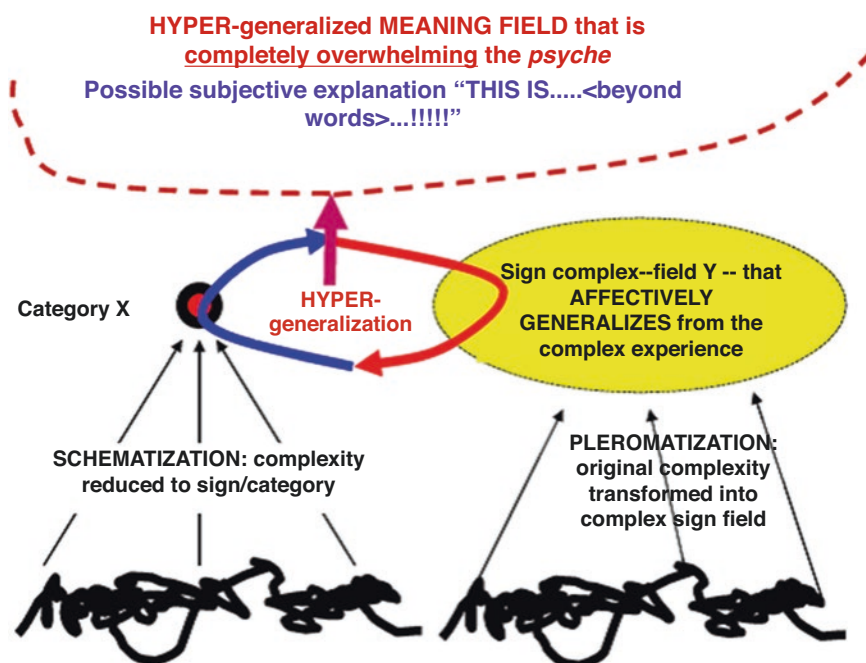 HYPER-generalized MEANING FIELD that is
completely overwhelming the psyche
Possible subjective explanation “THIS IS.....<beyond
words>...!!!!!”
Category X
HYPER-
generalization
Sign complex--field Y -- that
AFFECTIVELY
GENERALIZES from the
complex experience
SCHEMATIZATION: complexity
reduced to sign/category
PLEROMATIZATION:
original complexity
transformed into
complex sign field